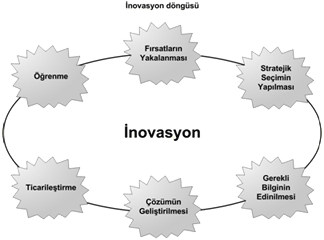 İnovasyon döngüsü
Fırsatların
Yakalanması
Stratejik
Seçimin
Yapılması
Gerekli
Bilginin
Edinilmesi
Çözümün
Geliştirilmesi
Ticarileştirme
Öğrenme
İnovasyon